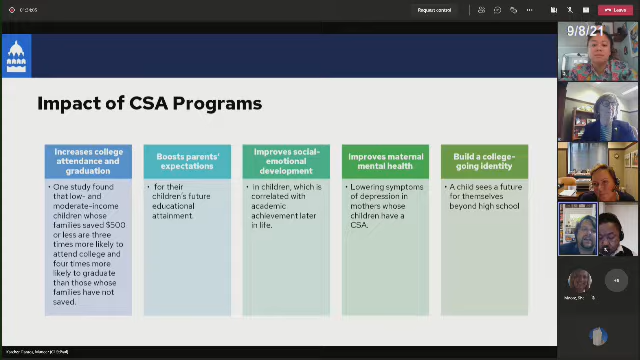 Request control
Leave
9/8/21
Impact of CSA Programs
Increases college
attendance and
graduation
• One study found
that low- and
moderate-income
children whose
families saved $500
or less are three
times more likely to
attend college and
four times more
likely to graduate
than those whose
families have not
saved.
Boosts parents'
expectations
• for their
children's future
educational
attainment.
Improves social-
emotional
development
• In children, which is
correlated with
academic
achievement later
in life.
Improves maternal
mental health
• Lowering symptoms
of depression in
mothers whose
children have a
CSA.
Build a college-
going identity
• A child sees a future
for themselves
beyond high school